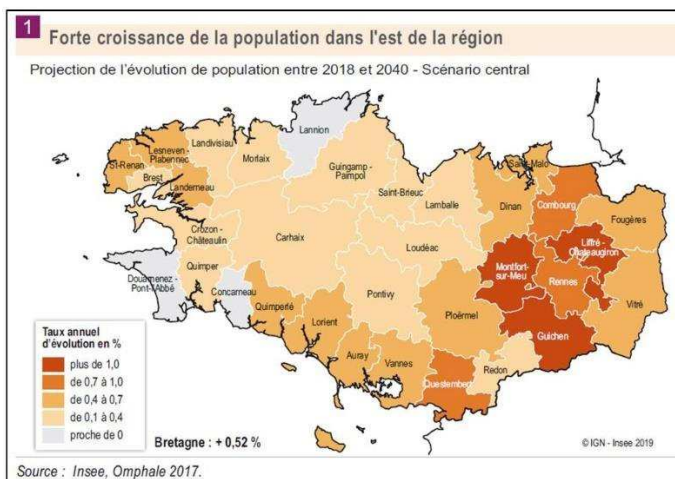 1
Forte croissance de la population dans l'est de la région
Projection de l'évolution de population entre 2018 et 2040 - Scénario central
Lannion
Landivisiau
Lesneven -
Plabennec
Morlaix
St-Renan
Guingamp -
Paimpol
Saint-Malo
Brest
Landerneau
Saint-Brieuc
Lamballe
Dinan
Combourg
Fougères
Crozon -
Châteaulin
Carhaix
Loudéac
Liffré -
Chateaugiron
Montfort-
sur-Meu
Rennes
Quimper
Douarnenez -
Pont-l'Abbé
Concarneau
Quimperlé
Lorient
Pontivy
Ploërmel
Guichen
Vitré
Auray
Vannes
Questembert
Redon
Taux annuel
d'évolution en %
plus de 1,0
de 0,7 à 1,0
de 0,4 à 0,7
de 0,1 à 0,4
proche de 0
Bretagne : + 0,52 %
© IGN - Insee 2019
Source : Insee, Omphale 2017.